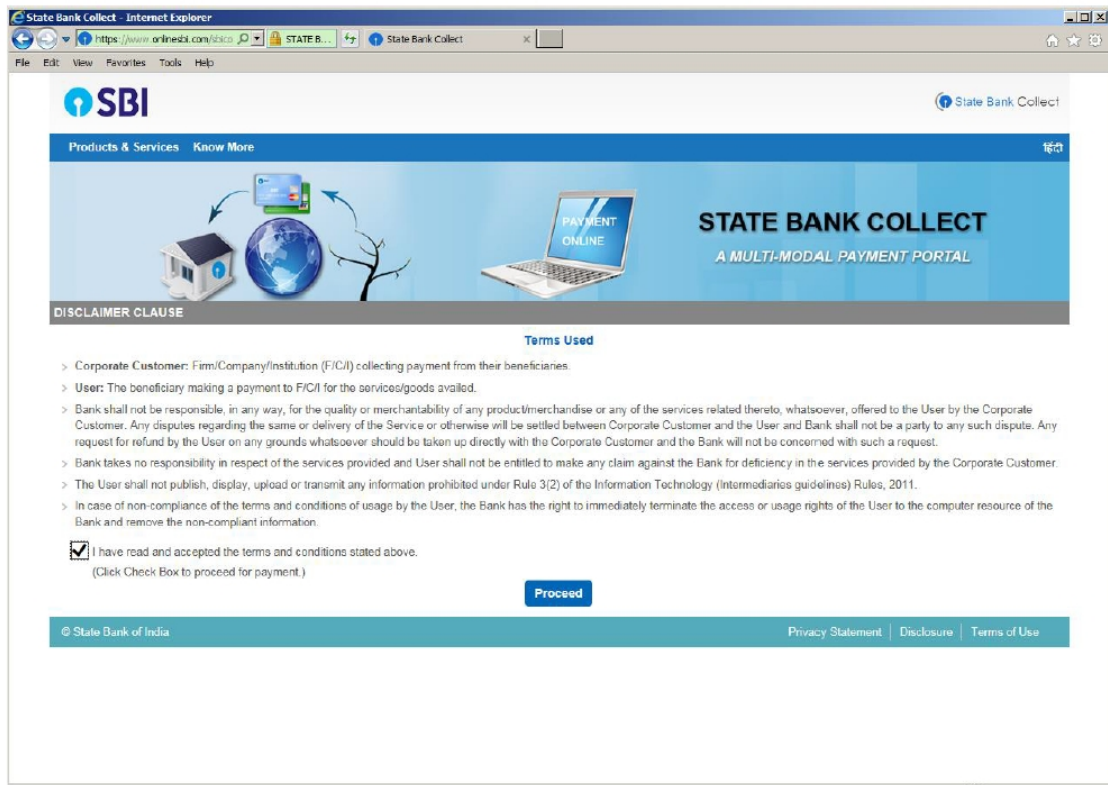 State Bank Collect - Internet Explorer
https://www.onlinesbi.com/sbico STATE B... State Bank Collect
File Edit View Favorites Tools Help
SBI
State Bank Collect
Products & Services Know More हिंदी
PAYMENT
ONLINE
STATE BANK COLLECT
A MULTI-MODAL PAYMENT PORTAL
DISCLAIMER CLAUSE
Terms Used
Corporate Customer: Firm/Company/Institution (F/C/I) collecting payment from their beneficiaries.
User: The beneficiary making a payment to F/C/I for the services/goods availed.
Bank shall not be responsible, in any way, for the quality or merchantability of any product/merchandise or any of the services related thereto, whatsoever, offered to the User by the Corporate
Customer. Any disputes regarding the same or delivery of the Service or otherwise will be settled between Corporate Customer and the User and Bank shall not be a party to any such dispute. Any
request for refund by the User on any grounds whatsoever should be taken up directly with the Corporate Customer and the Bank will not be concerned with such a request.
Bank takes no responsibility in respect of the services provided and User shall not be entitled to make any claim against the Bank for deficiency in the services provided by the Corporate Customer.
The User shall not publish, display, upload or transmit any information prohibited under Rule 3(2) of the Information Technology (Intermediaries guidelines) Rules, 2011.
In case of non-compliance of the terms and conditions of usage by the User, the Bank has the right to immediately terminate the access or usage rights of the User to the computer resource of the
Bank and remove the non-compliant information.
I have read and accepted the terms and conditions stated above.
(Click Check Box to proceed for payment.)
Proceed
© State Bank of India Privacy Statement Disclosure Terms of Use